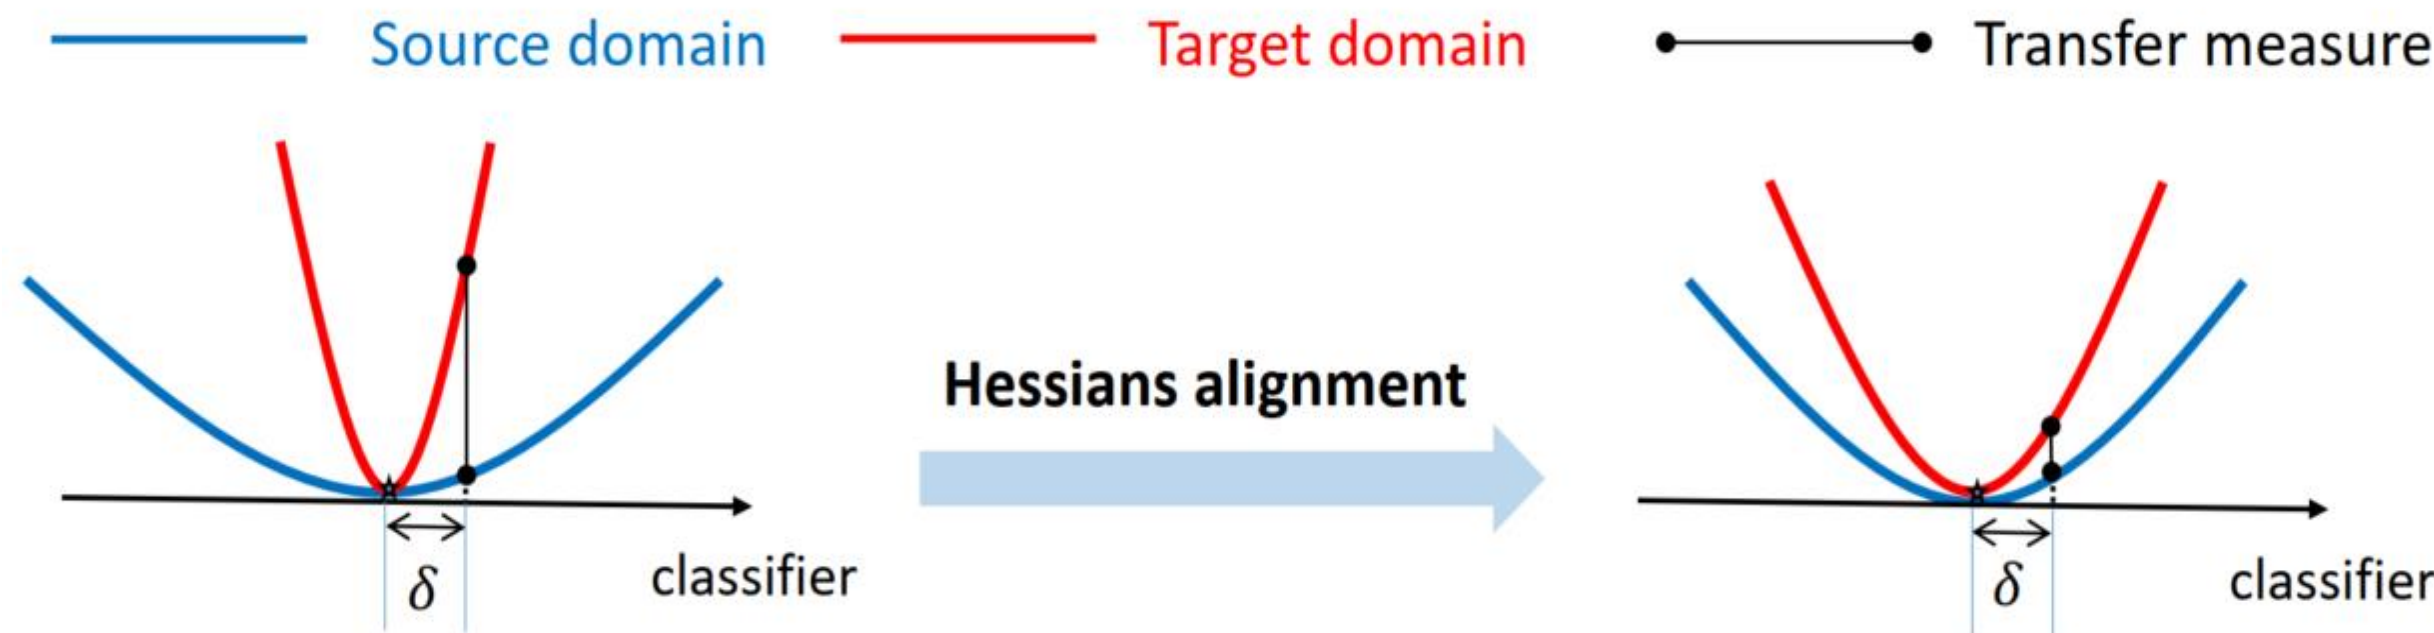 Source domain
Target domain
Transfer measure
Hessians alignment
δ
classifier
δ
classifier